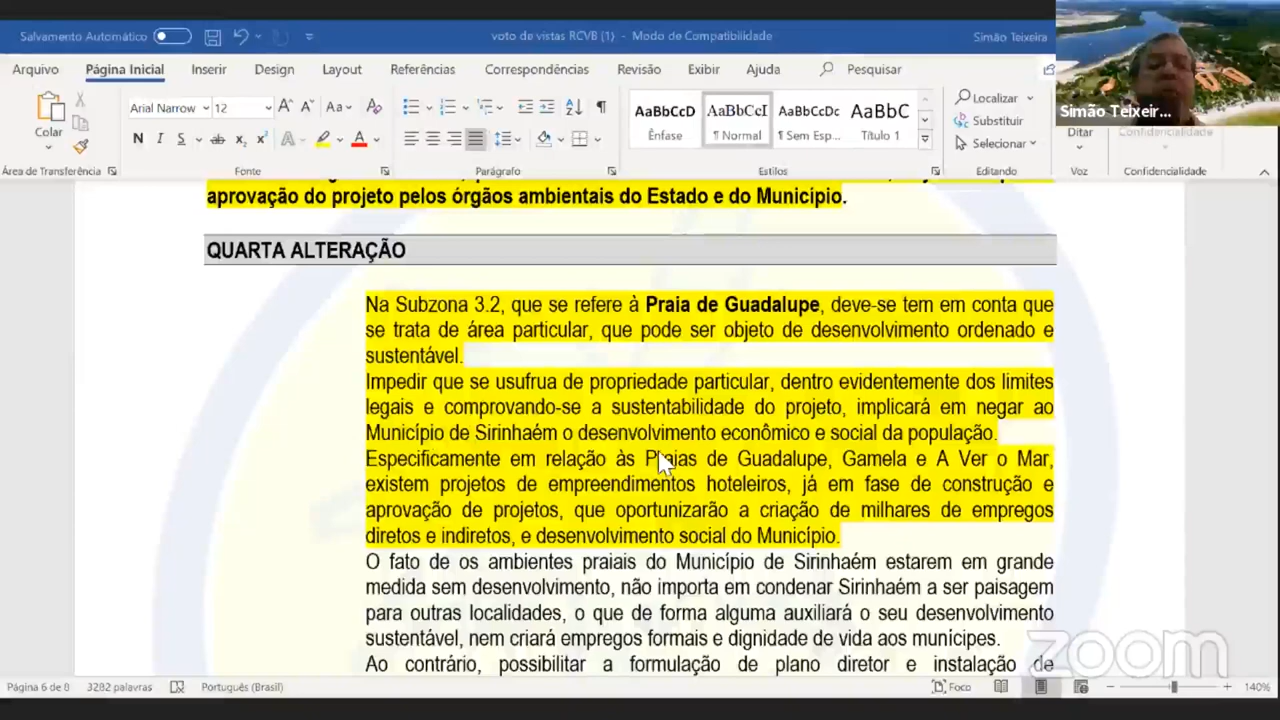 Salvamento Automático
voto de vistas RCVB (1) - Modo de Compatibilidade
Simão Teixeira
Arquivo Página Inicial Inserir Design Layout Referências Correspondências Revisão Exibir Ajuda Pesquisar
Simão Teixeir...
Colar
Arial Narrow 12 Aa
N I S ab x₂ x² A A
AaBbCcD AaBbCcI AaBbCcDc AaBbC
Ênfase ¶ Normal ¶ Sem Esp... Título 1
Localizar
Substituir
Selecionar
Ditar
Confidencialidade
Área de Transferência Fonte Parágrafo Estilos Editando Voz Confidencialidade
aprovação do projeto pelos órgãos ambientais do Estado e do Municipio.
QUARTA ALTERAÇÃO
Na Subzona 3.2, que se refere à Praia de Guadalupe, deve-se tem em conta que
se trata de área particular, que pode ser objeto de desenvolvimento ordenado e
sustentável.
Impedir que se usufrua de propriedade particular, dentro evidentemente dos limites
legais e comprovando-se a sustentabilidade do projeto, implicará em negar ao
Município de Sirinhaém o desenvolvimento econômico e social da população.
Especificamente em relação às Praias de Guadalupe, Gamela e A Ver o Mar,
existem projetos de empreendimentos hoteleiros, já em fase de construção e
aprovação de projetos, que oportunizarão a criação de milhares de empregos
diretos e indiretos, e desenvolvimento social do Município.
O fato de os ambientes praiais do Município de Sirinhaém estarem em grande
medida sem desenvolvimento, não importa em condenar Sirinhaém a ser paisagem
para outras localidades, o que de forma alguma auxiliará o seu desenvolvimento
sustentável, nem criará empregos formais e dignidade de vida aos munícipes.
Ao contrário, possibilitar a formulação de plano diretor e instalação de
zoom
Página 6 de 8 3282 palavras Português (Brasil) Foco 140%